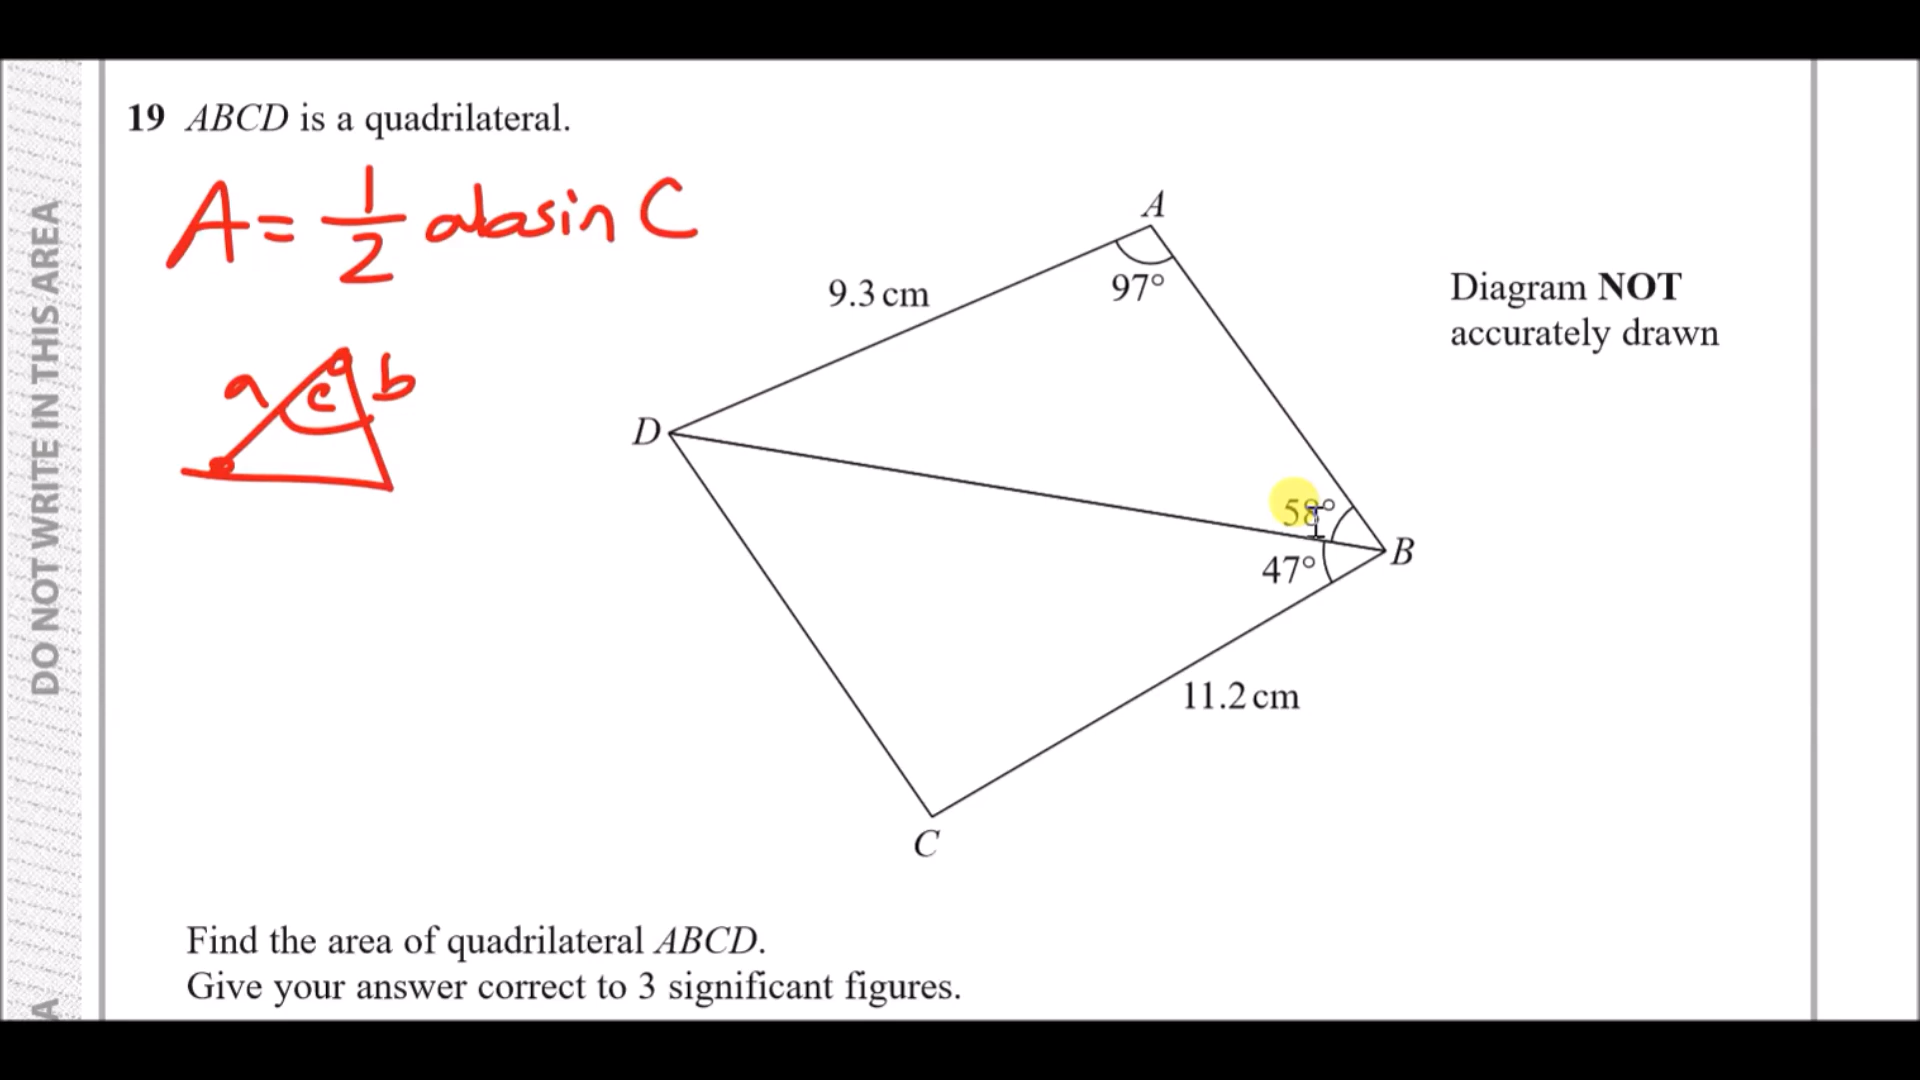 DO NOT WRITE IN THIS AREA
A
19 ABCD is a quadrilateral.
A = 1/2 absin C
a
b
c
A
97°
9.3 cm
Diagram NOT
accurately drawn
D
58°
B
47°
11.2 cm
C
Find the area of quadrilateral ABCD.
Give your answer correct to 3 significant figures.